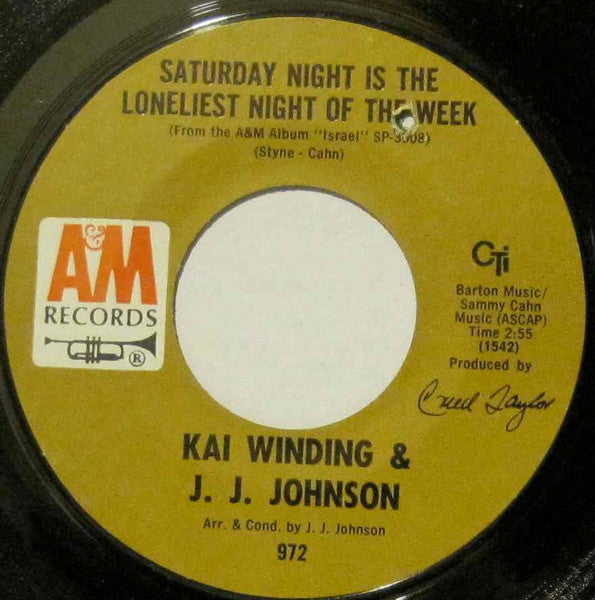 SATURDAY NIGHT IS THE
LONELIEST NIGHT OF THE WEEK
(From the A&M Album "Israel" SP-3008)
(Styne - Cahn)
A&M
RECORDS
®
CTi
Barton Music/
Sammy Cahn
Music (ASCAP)
Time 2:55
(1542)
Produced by
Creed Taylor
KAI WINDING &
J. J. JOHNSON
Arr. & Cond. by J. J. Johnson
972